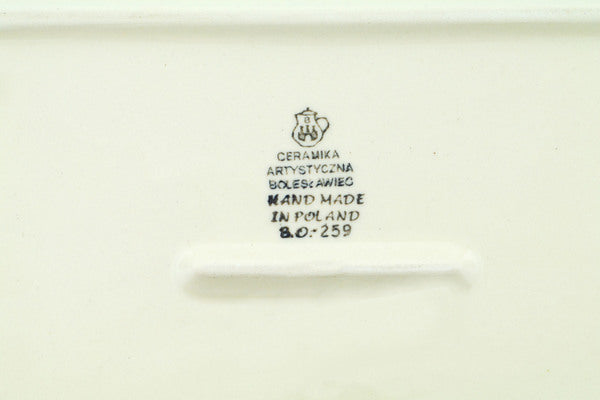 B
CERAMIKA
ARTYSTYCZNA
BOLESŁAWIEC
HAND MADE
IN POLAND
B.O.-259